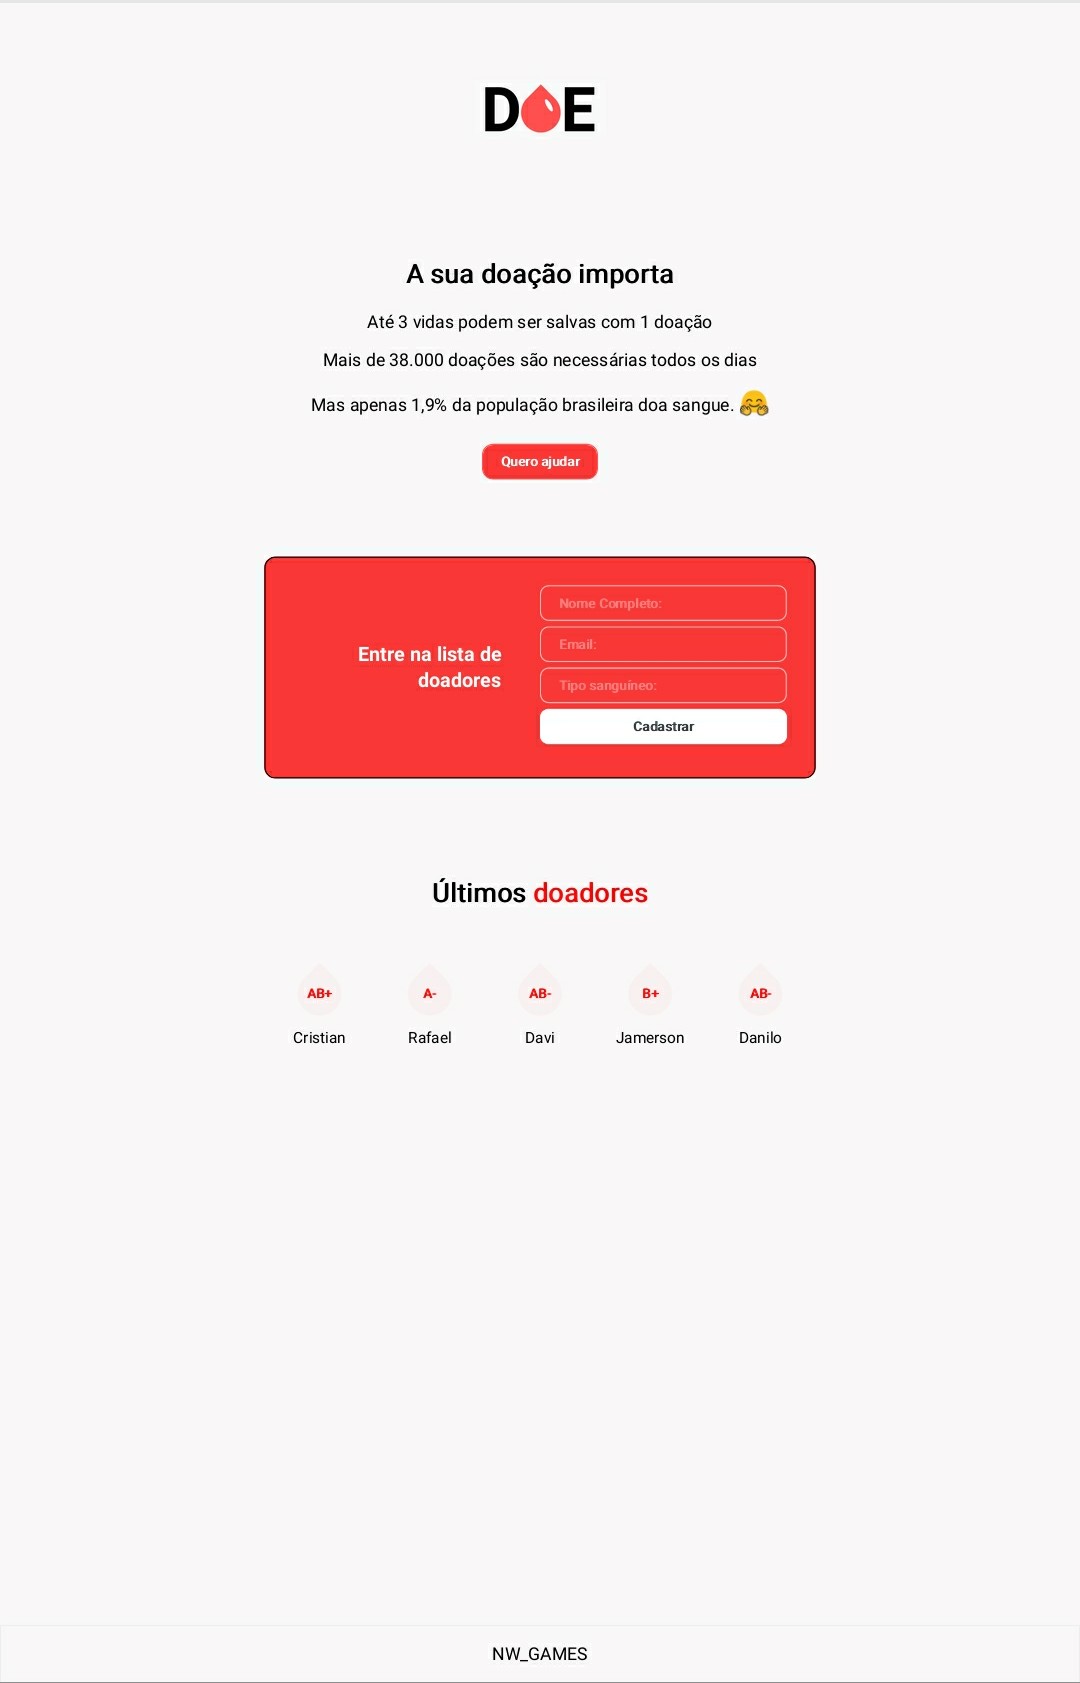 DOE
A sua doação importa
Até 3 vidas podem ser salvas com 1 doação
Mais de 38.000 doações são necessárias todos os dias
Mas apenas 1,9% da população brasileira doa sangue. 🤗
Quero ajudar
Entre na lista de
doadores
Nome Completo:
Email:
Tipo sanguíneo:
Cadastrar
Últimos doadores
AB+ A- AB- B+ AB-
Cristian Rafael Davi Jamerson Danilo
NW_GAMES